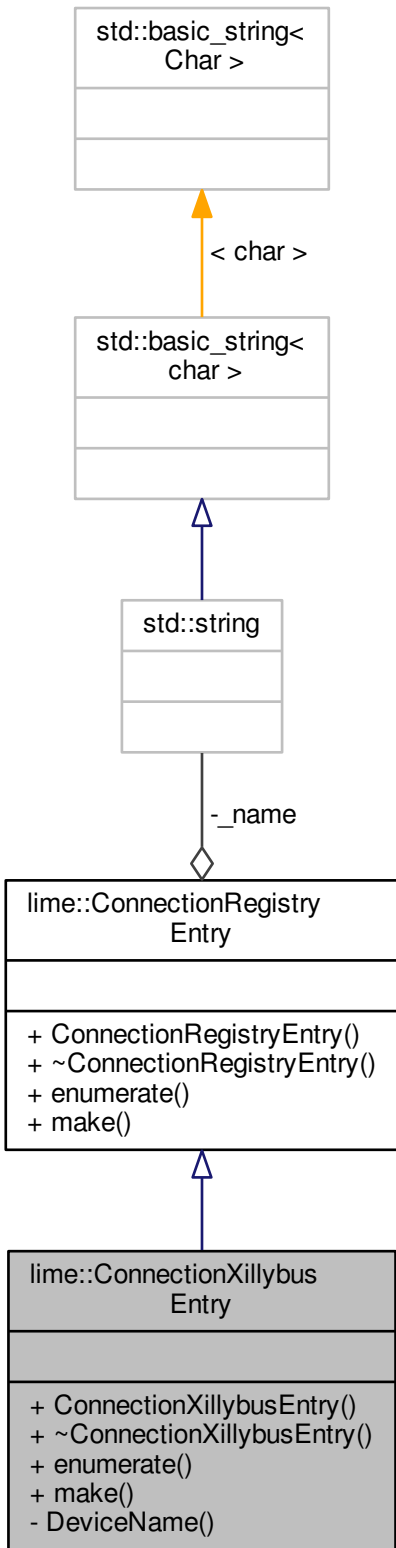 std::basic_string<
Char >
< char >
std::basic_string<
char >
std::string
-_name
lime::ConnectionRegistry
Entry
+ ConnectionRegistryEntry()
+ ~ConnectionRegistryEntry()
+ enumerate()
+ make()
lime::ConnectionXillybus
Entry
+ ConnectionXillybusEntry()
+ ~ConnectionXillybusEntry()
+ enumerate()
+ make()
- DeviceName()